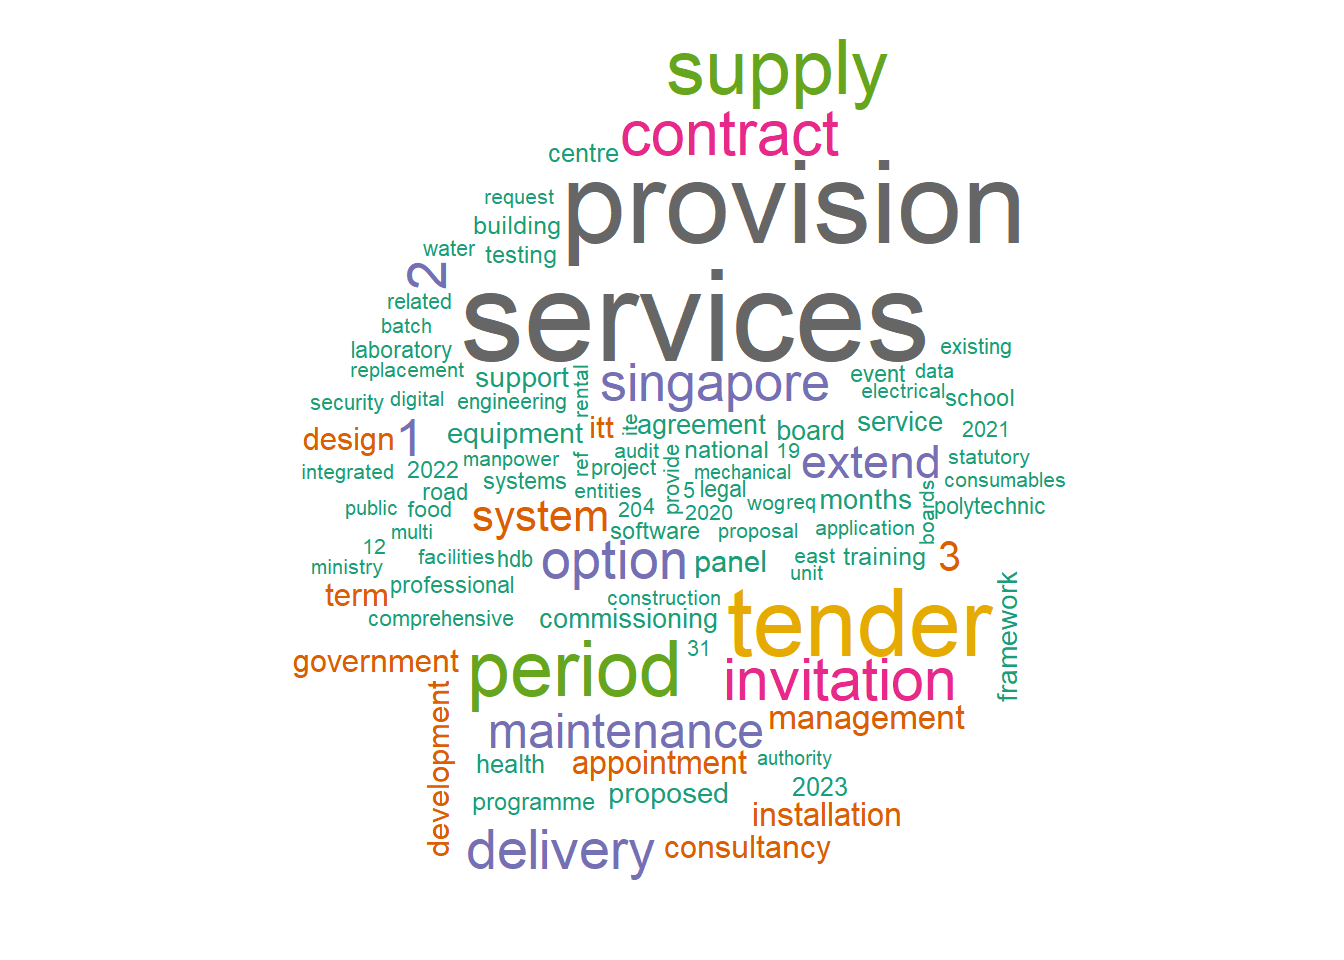 supply
contract
centre
provision
request
building
water
testing
2
services
related
batch
laboratory
existing
replacement
support
rental
singapore
event
data
security
digital
engineering
electrical
school
design
1
equipment
itt
ite
agreement
board
service
2021
integrated
2022
manpower
ref
audit
national
19
extend
statutory
systems
project
provide
mechanical
consumables
road
entities
5
legal
months
boards
polytechnic
public
food
system
20
4
2020
wog
req
multi
software
proposal
application
12
facilities
hdb
option
panel
east
training
3
ministry
professional
unit
term
construction
framework
comprehensive
commissioning
tender
government
period
31
invitation
development
maintenance
management
health
appointment
authority
programme
proposed
2023
installation
delivery
consultancy